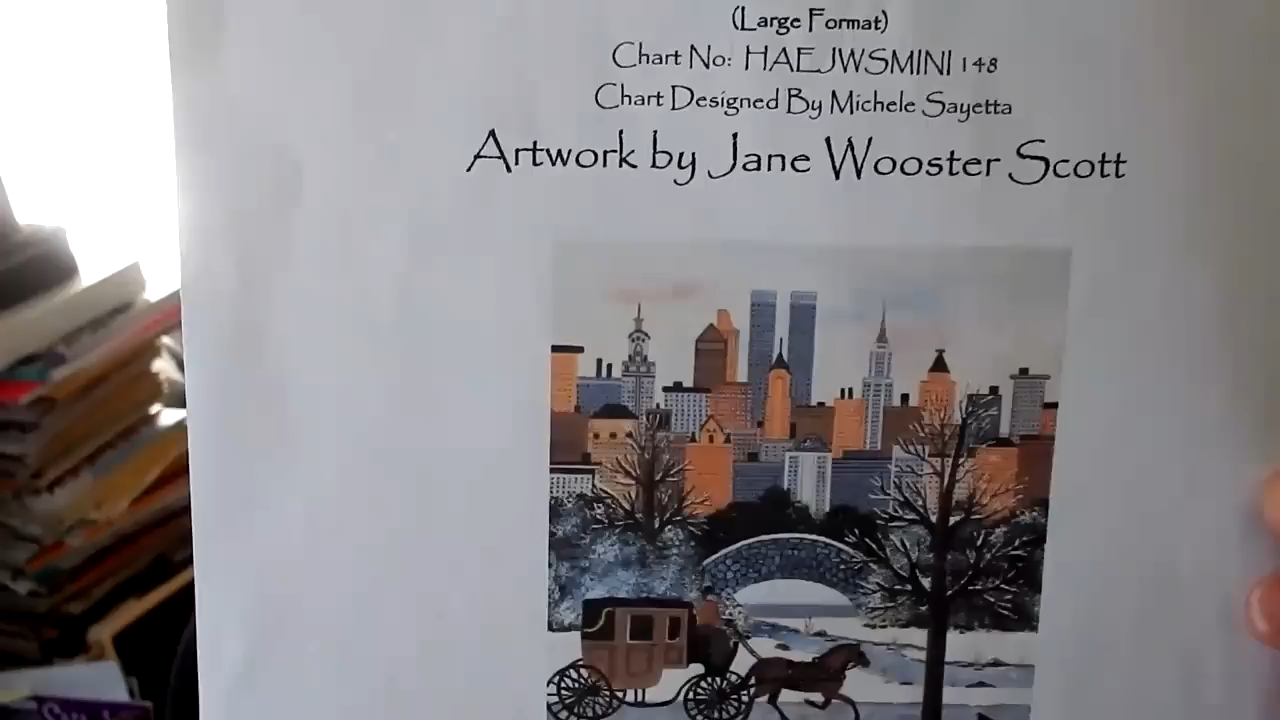 (Large Format)
Chart No: HAEJWSMINI 148
Chart Designed By Michele Sayetta
Artwork by Jane Wooster Scott